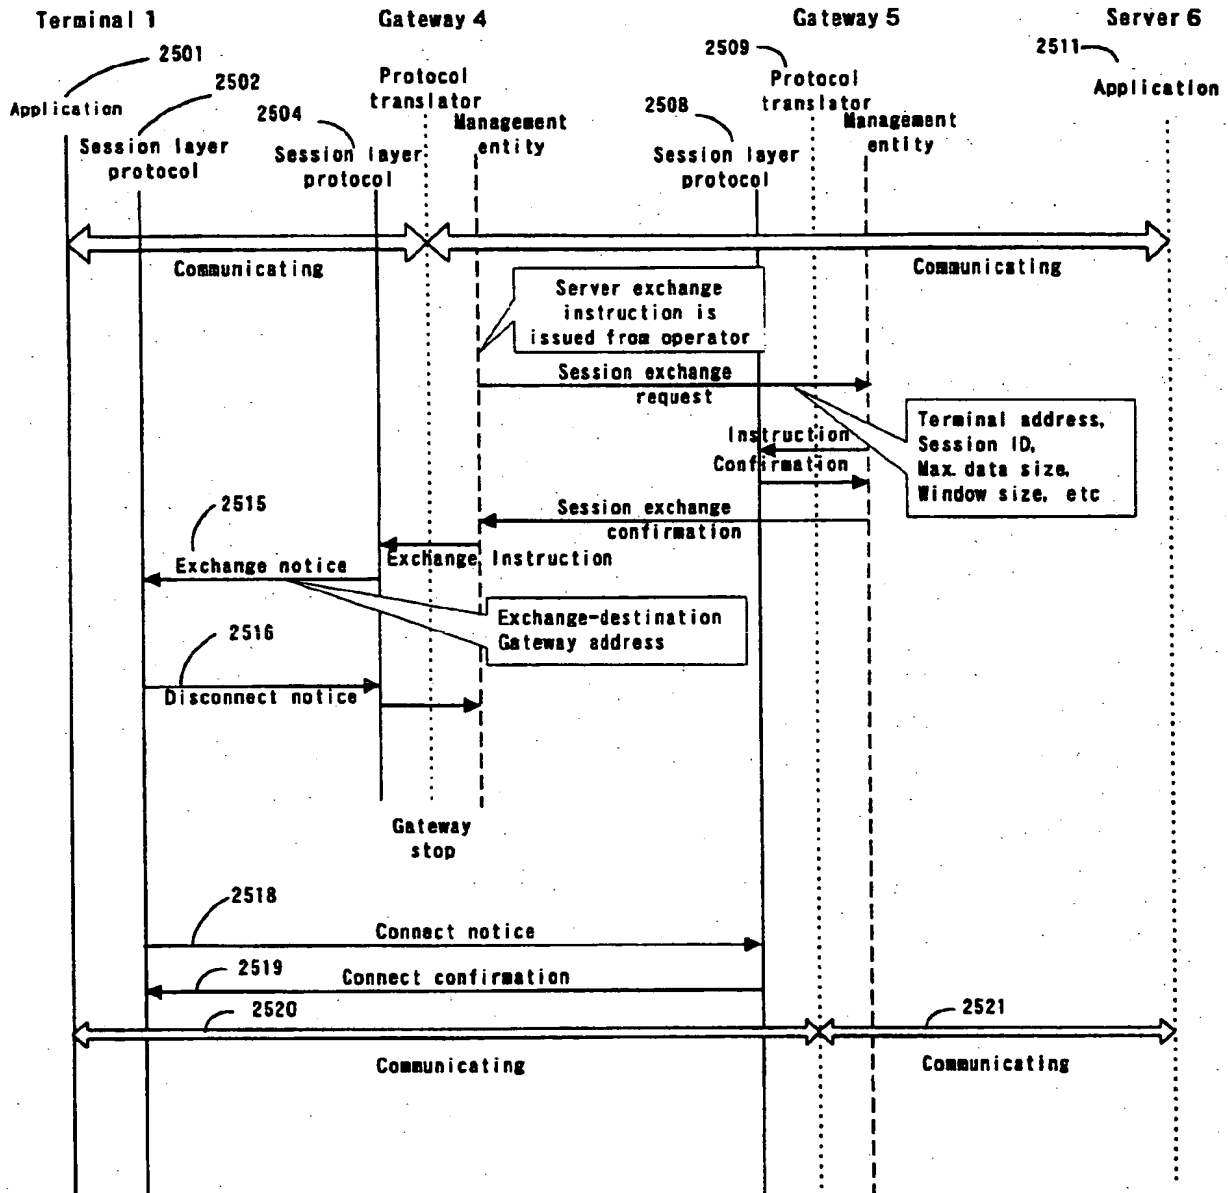 Terminal 1
Gateway 4
Gateway 5
Server 6
2501
2509
2511
2502
Protocol
translator
Protocol
translator
Application
Application
2504
2508
Management
entity
Management
entity
Session layer
protocol
Session layer
protocol
Session layer
protocol
Communicating
Communicating
Server exchange
instruction is
issued from operator
Session exchange
request
Terminal address,
Session ID,
Max. data size,
Window size, etc
Instruction
Confirmation
2515
Session exchange
confirmation
Exchange Instruction
Exchange notice
Exchange-destination
Gateway address
2516
Disconnect notice
Gateway
stop
2518
Connect notice
2519
Connect confirmation
2520
2521
Communicating
Communicating